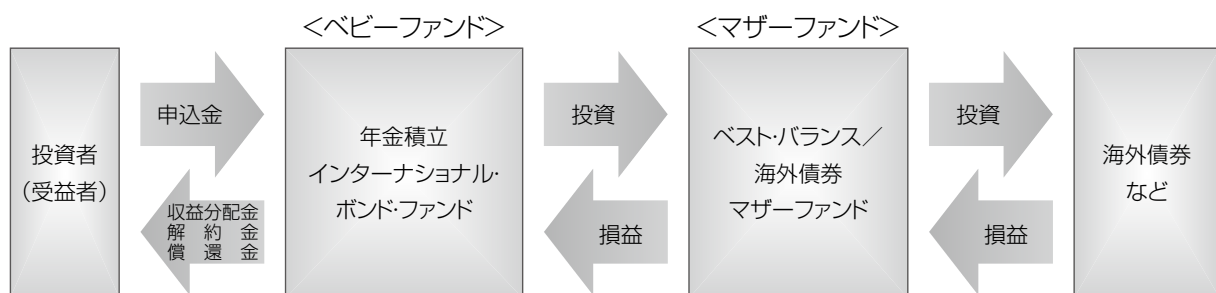 <ベビーファンド>
<マザーファンド>
投資者
(受益者)
申込金
収益分配金
解約金
償還金
年金積立
インターナショナル・
ボンド・ファンド
投資
損益
ベスト・バランス/
海外債券
マザーファンド
投資
損益
海外債券
など